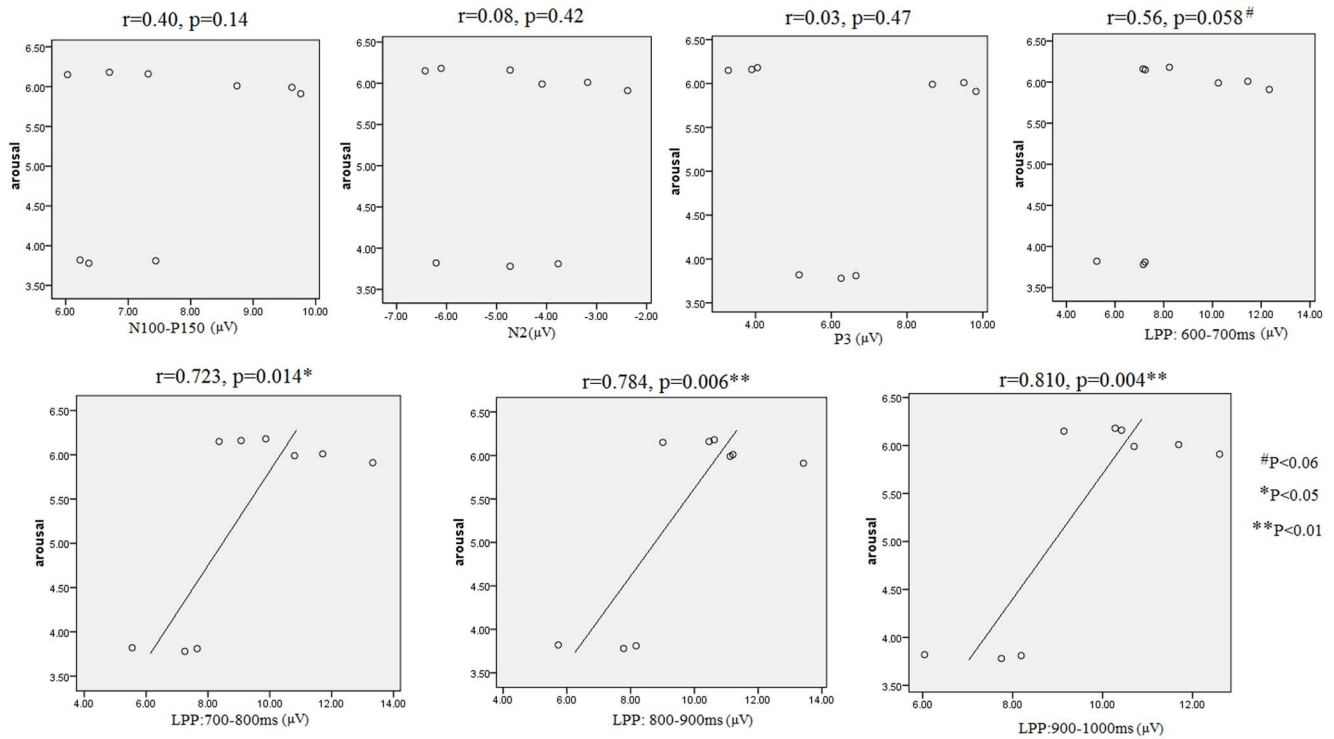 r=0.40, p=0.14
6.50
6.00
5.50
5.00
4.50
4.00
3.50
arousal
6.00 7.00 8.00 9.00 10.00
N100-P150 (μV)
r=0.08, p=0.42
6.50
6.00
5.50
5.00
4.50
4.00
3.50
arousal
-7.00 -6.00 -5.00 -4.00 -3.00 -2.00
N2(μV)
r=0.03, p=0.47
6.50
6.00
5.50
5.00
4.50
4.00
3.50
arousal
4.00 6.00 8.00 10.00
P3 (μV)
r=0.56, p=0.058#
6.50
6.00
5.50
5.00
4.50
4.00
3.50
arousal
4.00 6.00 8.00 10.00 12.00 14.00
LPP: 600-700ms (μV)
r=0.723, p=0.014*
6.50
6.00
5.50
5.00
4.50
4.00
3.50
arousal
4.00 6.00 8.00 10.00 12.00 14.00
LPP:700-800ms (μV)
r=0.784, p=0.006**
6.50
6.00
5.50
5.00
4.50
4.00
3.50
arousal
4.00 6.00 8.00 10.00 12.00 14.00
LPP: 800-900ms (μV)
r=0.810, p=0.004**
6.50
6.00
5.50
5.00
4.50
4.00
3.50
arousal
6.00 8.00 10.00 12.00
LPP:900-1000ms (μV)
#P<0.06
*P<0.05
**P<0.01